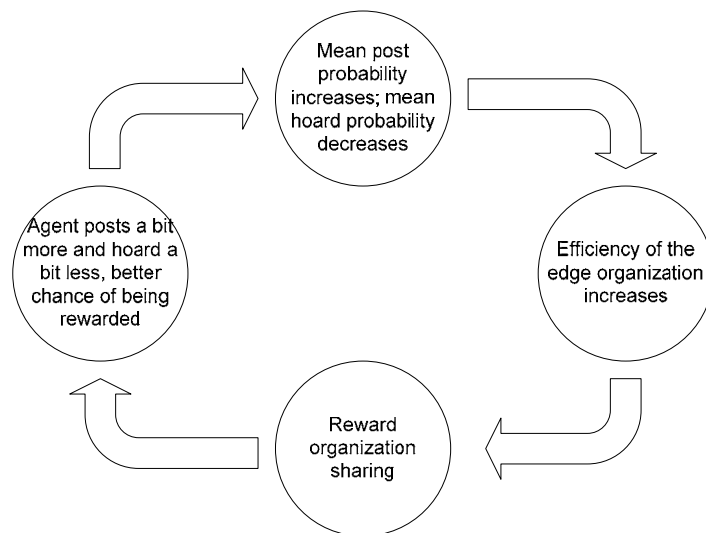 Mean post
probability
increases; mean
hoard probability
decreases
Agent posts a bit
more and hoard a
bit less, better
chance of being
rewarded
Efficiency of the
edge organization
increases
Reward
organization
sharing